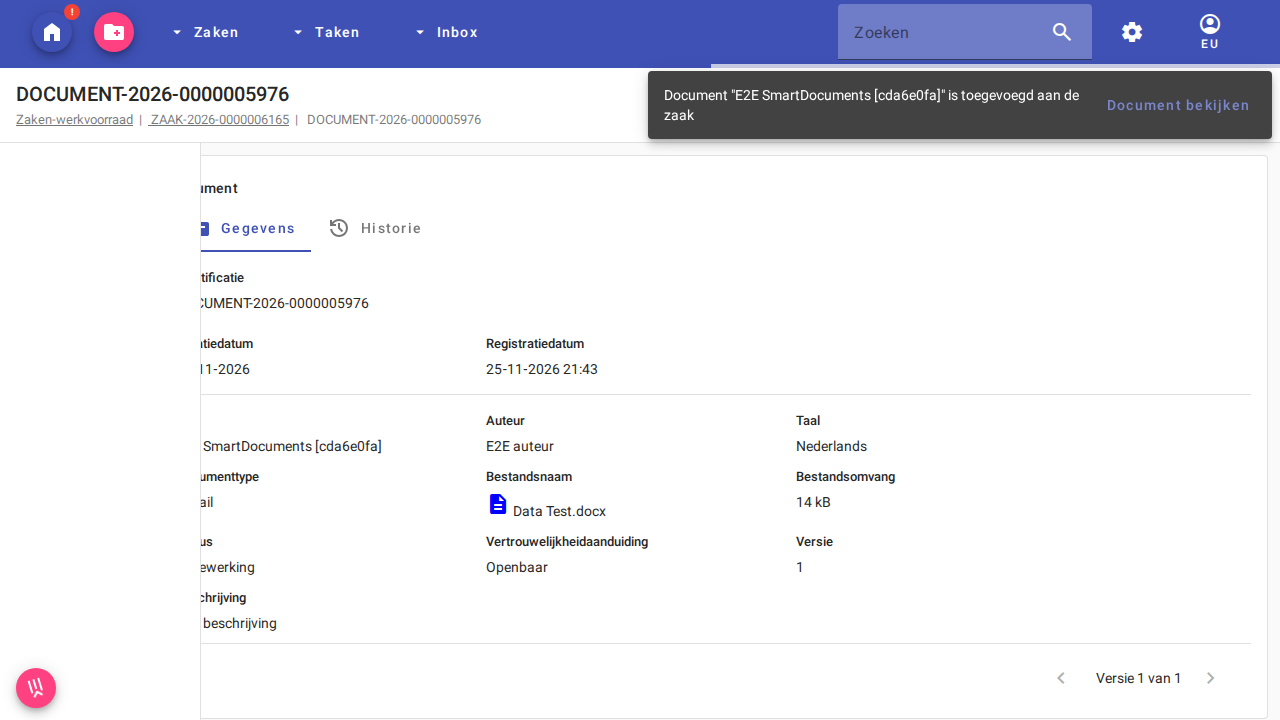 !
Zaken
Taken
Inbox
Zoeken
EU
DOCUMENT-2026-0000005976
Zaken-werkvoorraad | ZAAK-2026-0000006165 | DOCUMENT-2026-0000005976
Document "E2E SmartDocuments [cda6e0fa]" is toegevoegd aan de
zaak
Document bekijken
ument
Gegevens
Historie
tificatie
CUMENT-2026-0000005976
atiedatum
Registratiedatum
11-2026
25-11-2026 21:43
Auteur
Taal
SmartDocuments [cda6e0fa]
E2E auteur
Nederlands
umenttype
Bestandsnaam
Bestandsomvang
ail
Data Test.docx
14 kB
us
Vertrouwelijkheidaanduiding
Versie
ewerking
Openbaar
1
chrijving
beschrijving
Versie 1 van 1